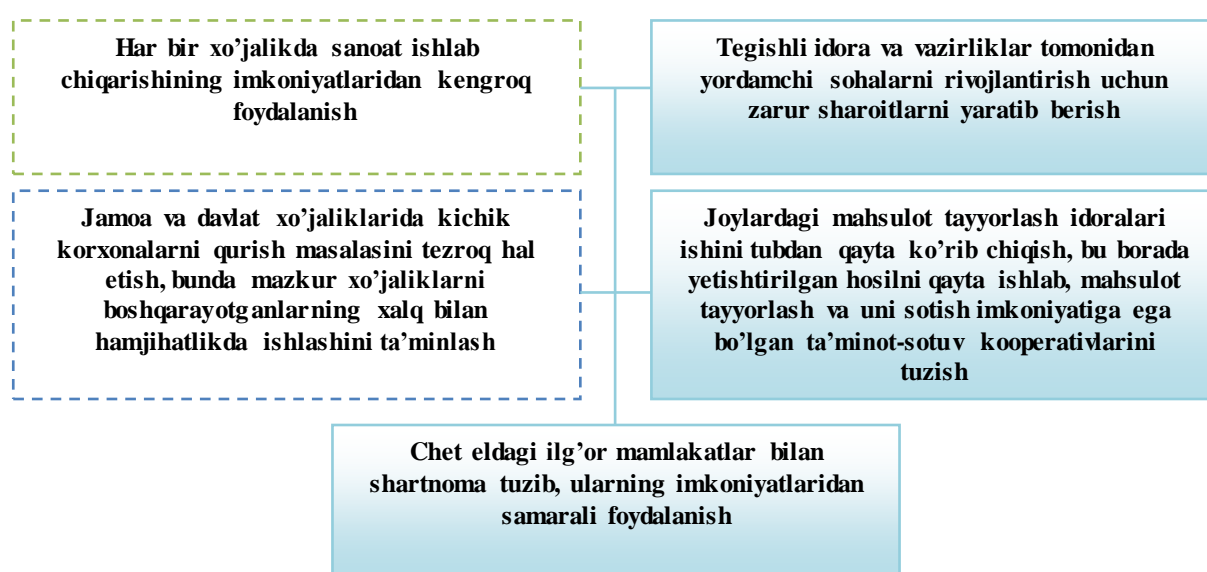 Har bir xo’jalikda sanoat ishlab
chiqarishining imkoniyatlaridan kengroq
foydalanish
Tegishli idora va vazirliklar tomonidan
yordamchi sohalarni rivojlantirish uchun
zarur sharoitlarni yaratib berish
Jamoa va davlat xo’jaliklarida kichik
korxonalarni qurish masalasini tezroq hal
etish, bunda mazkur xo’jaliklarni
boshqarayotganlarning xalq bilan
hamjihatlikda ishlashini ta’minlash
Joylardagi mahsulot tayyorlash idoralari
ishini tubdan qayta ko’rib chiqish, bu borada
yetishtirilgan hosilni qayta ishlab, mahsulot
tayyorlash va uni sotish imkoniyatiga ega
bo’lgan ta’minot-sotuv kooperativlarini
tuzish
Chet eldagi ilg’or mamlakatlar bilan
shartnoma tuzib, ularning imkoniyatlaridan
samarali foydalanish